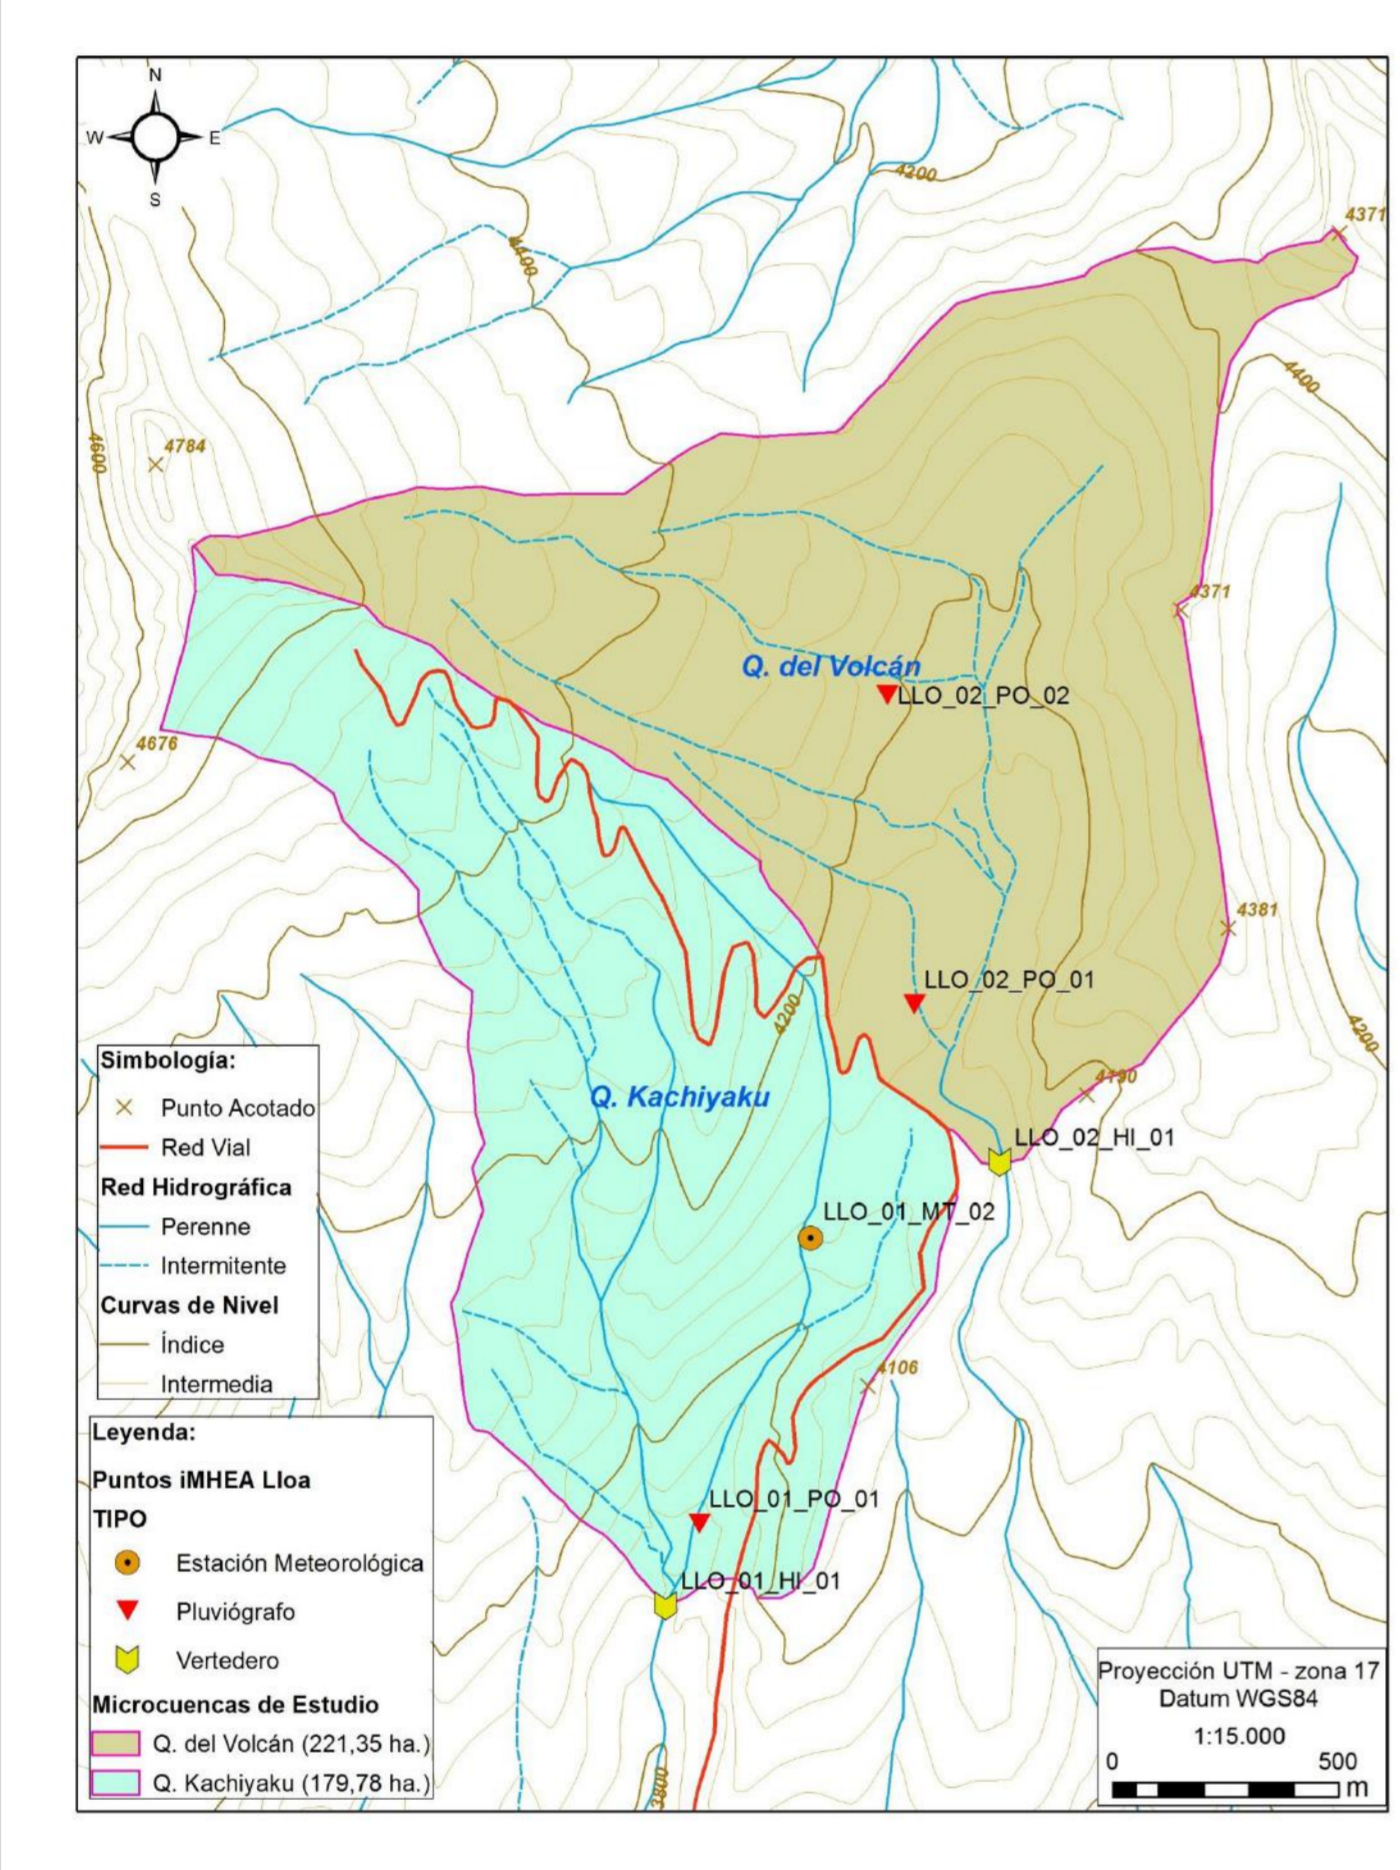 N
W
E
S
4200
4371
4400
4400
4600
4784
4371
Q. del Volcán
LLO_02_PO_02
4676
4381
LLO_02_PO_01
4200
4200
Q. Kachiyaku
4190
LLO_02_HI_01
LLO_01_MT_02
4106
LLO_01_PO_01
LLO_01_HI_01
3800
Simbología:
Punto Acotado
Red Vial
Red Hidrográfica
Perenne
Intermitente
Curvas de Nivel
Índice
Intermedia
Leyenda:
Puntos iMHEA Lloa
TIPO
Estación Meteorológica
Pluviógrafo
Vertedero
Microcuencas de Estudio
Q. del Volcán (221,35 ha.)
Q. Kachiyaku (179,78 ha.)
Proyección UTM - zona 17
Datum WGS84
1:15.000
0 500
m